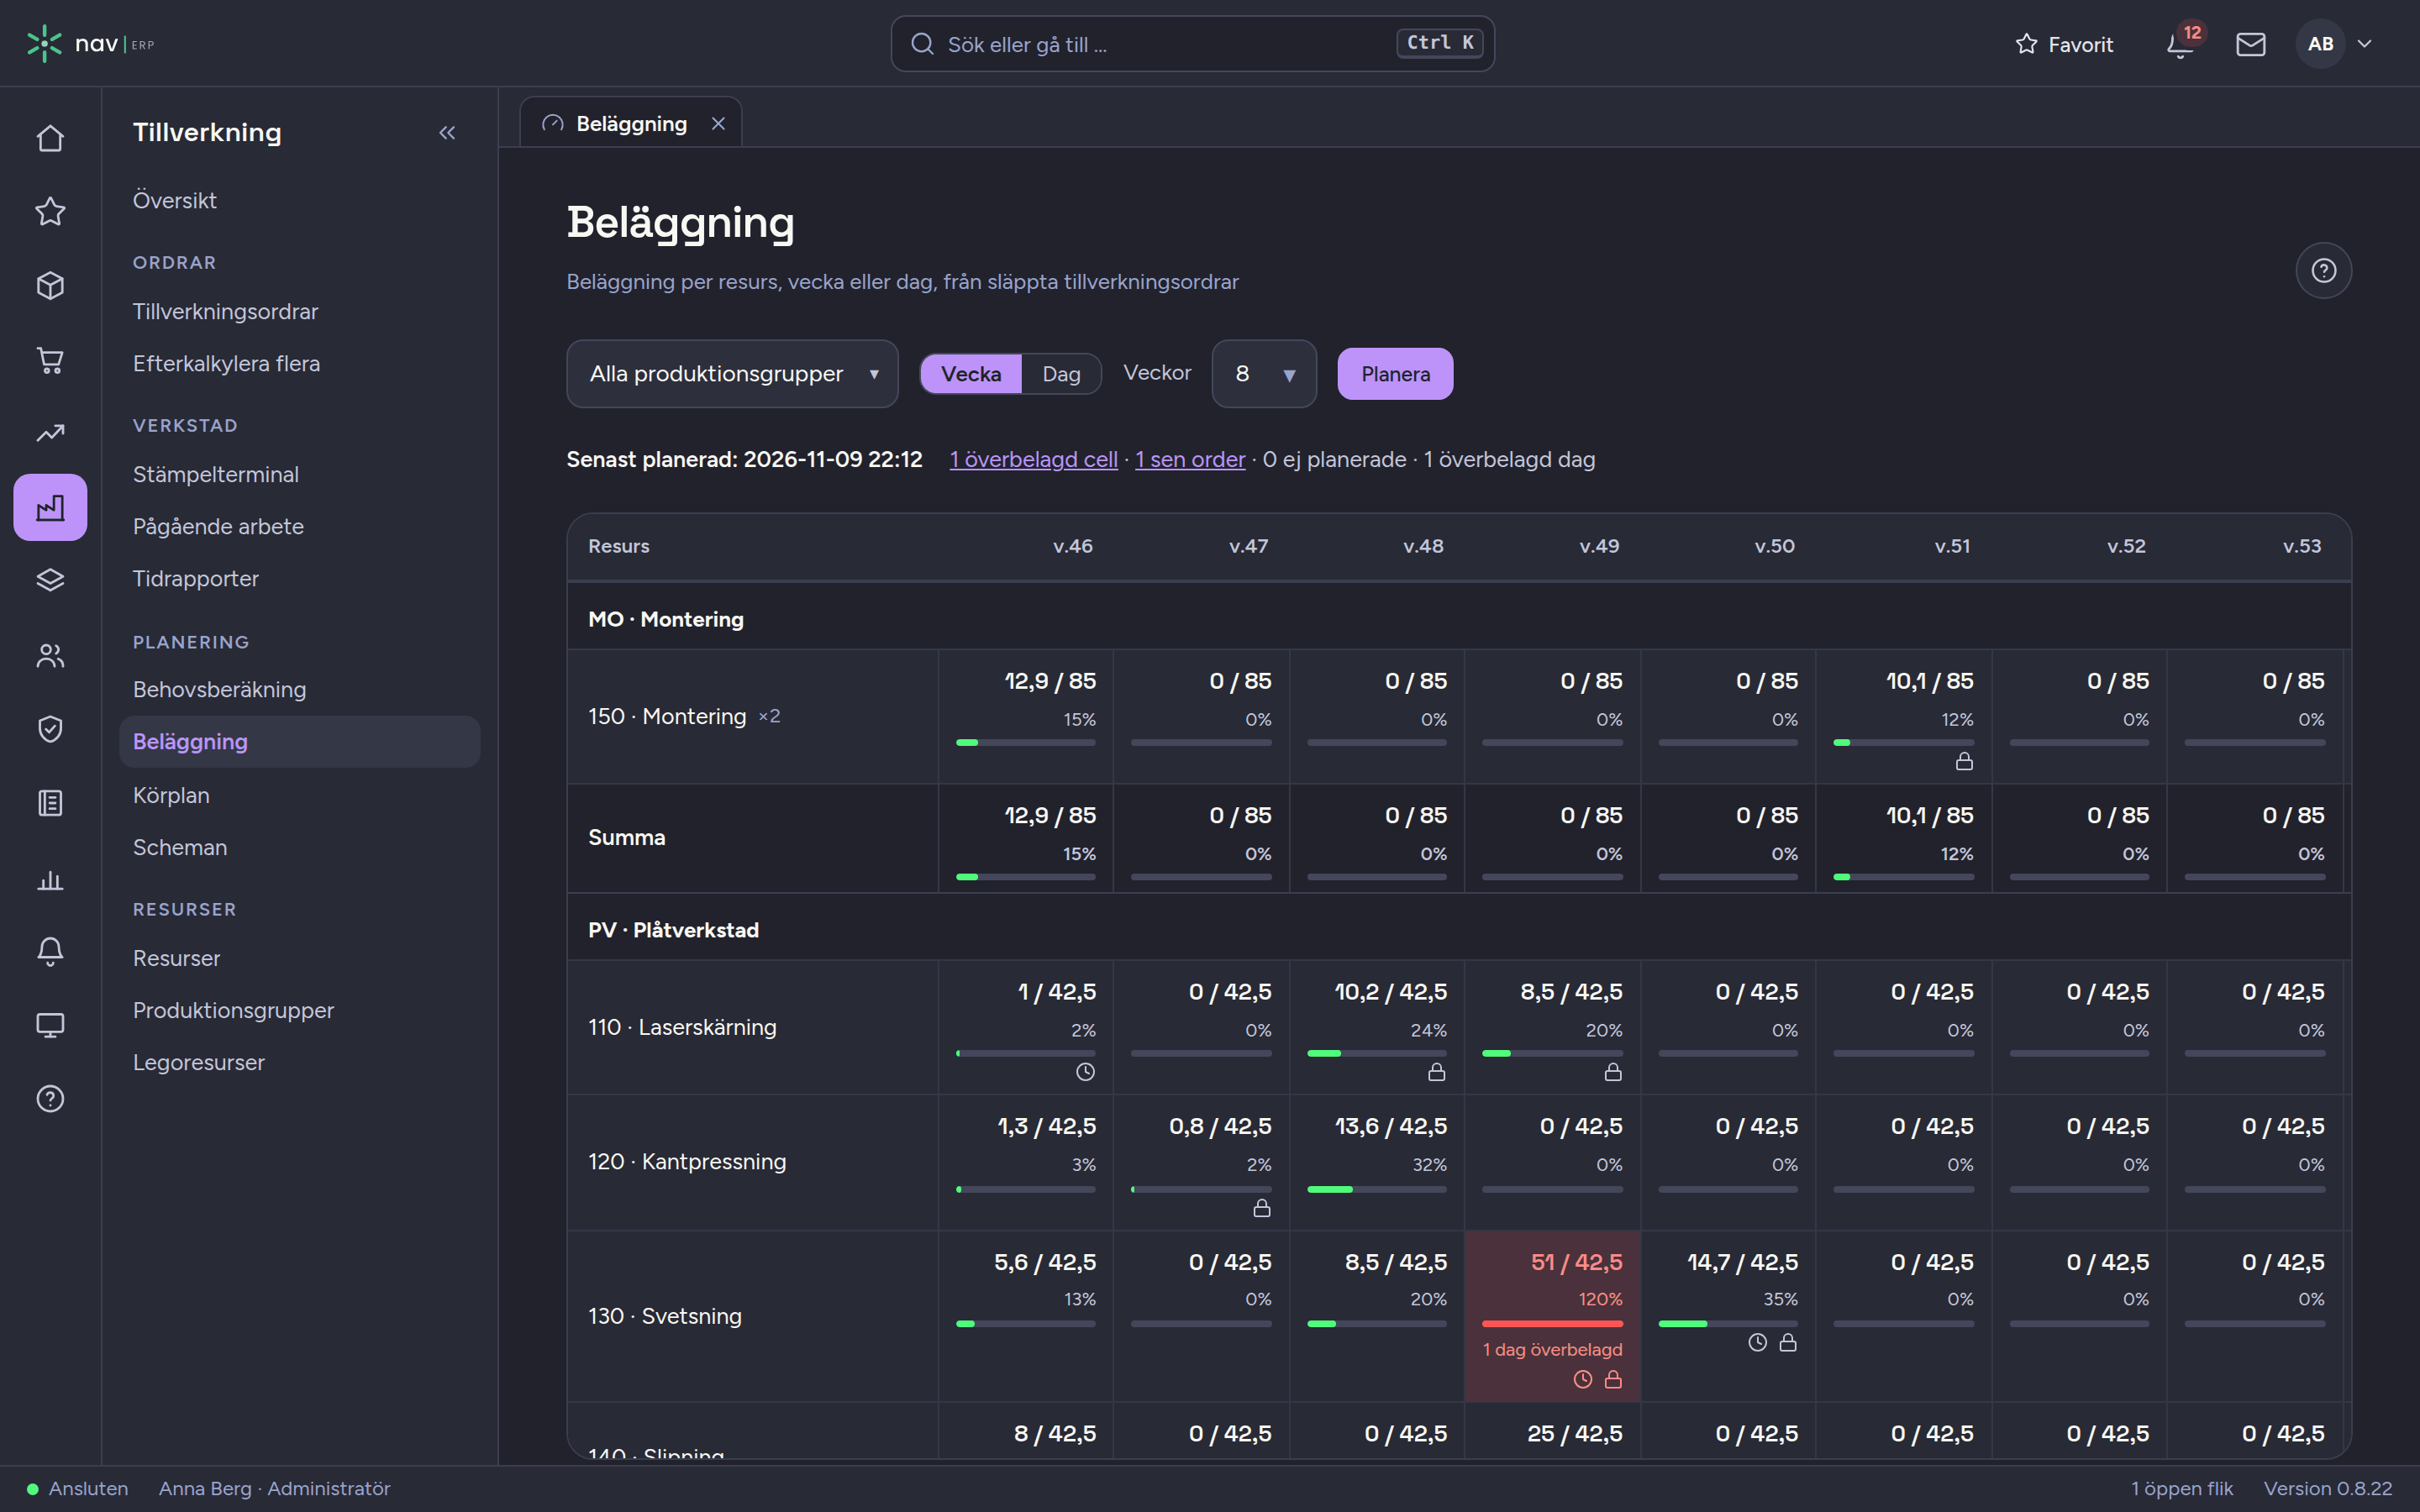 nav ERP
Sök eller gå till ...
Ctrl K
Favorit
12
AB
Tillverkning
Översikt
ORDRAR
Tillverkningsordrar
Efterkalkylera flera
VERKSTAD
Stämpelterminal
Pågående arbete
Tidrapporter
PLANERING
Behovsberäkning
Beläggning
Körplan
Scheman
RESURSER
Resurser
Produktionsgrupper
Legoresurser
Beläggning
Beläggning
Beläggning per resurs, vecka eller dag, från släppta tillverkningsordrar
Alla produktionsgrupper ▾ Vecka Dag Veckor 8 ▾ Planera
Senast planerad: 2026-11-09 22:12 1 överbelagd cell · 1 sen order · 0 ej planerade · 1 överbelagd dag
Resurs v.46 v.47 v.48 v.49 v.50 v.51 v.52 v.53
MO · Montering
150 · Montering ×2
12,9 / 85 0 / 85 0 / 85 0 / 85 0 / 85 10,1 / 85 0 / 85 0 / 85
15% 0% 0% 0% 0% 12% 0% 0%
Summa
12,9 / 85 0 / 85 0 / 85 0 / 85 0 / 85 10,1 / 85 0 / 85 0 / 85
15% 0% 0% 0% 0% 12% 0% 0%
PV · Plåtverkstad
110 · Laserskärning
1 / 42,5 0 / 42,5 10,2 / 42,5 8,5 / 42,5 0 / 42,5 0 / 42,5 0 / 42,5 0 / 42,5
2% 0% 24% 20% 0% 0% 0% 0%
120 · Kantpressning
1,3 / 42,5 0,8 / 42,5 13,6 / 42,5 0 / 42,5 0 / 42,5 0 / 42,5 0 / 42,5 0 / 42,5
3% 2% 32% 0% 0% 0% 0% 0%
130 · Svetsning
5,6 / 42,5 0 / 42,5 8,5 / 42,5 51 / 42,5 14,7 / 42,5 0 / 42,5 0 / 42,5 0 / 42,5
13% 0% 20% 120% 35% 0% 0% 0%
1 dag överbelagd
140 · Slipning
8 / 42,5 0 / 42,5 0 / 42,5 25 / 42,5 0 / 42,5 0 / 42,5 0 / 42,5 0 / 42,5
Ansluten Anna Berg · Administratör
1 öppen flik Version 0.8.22